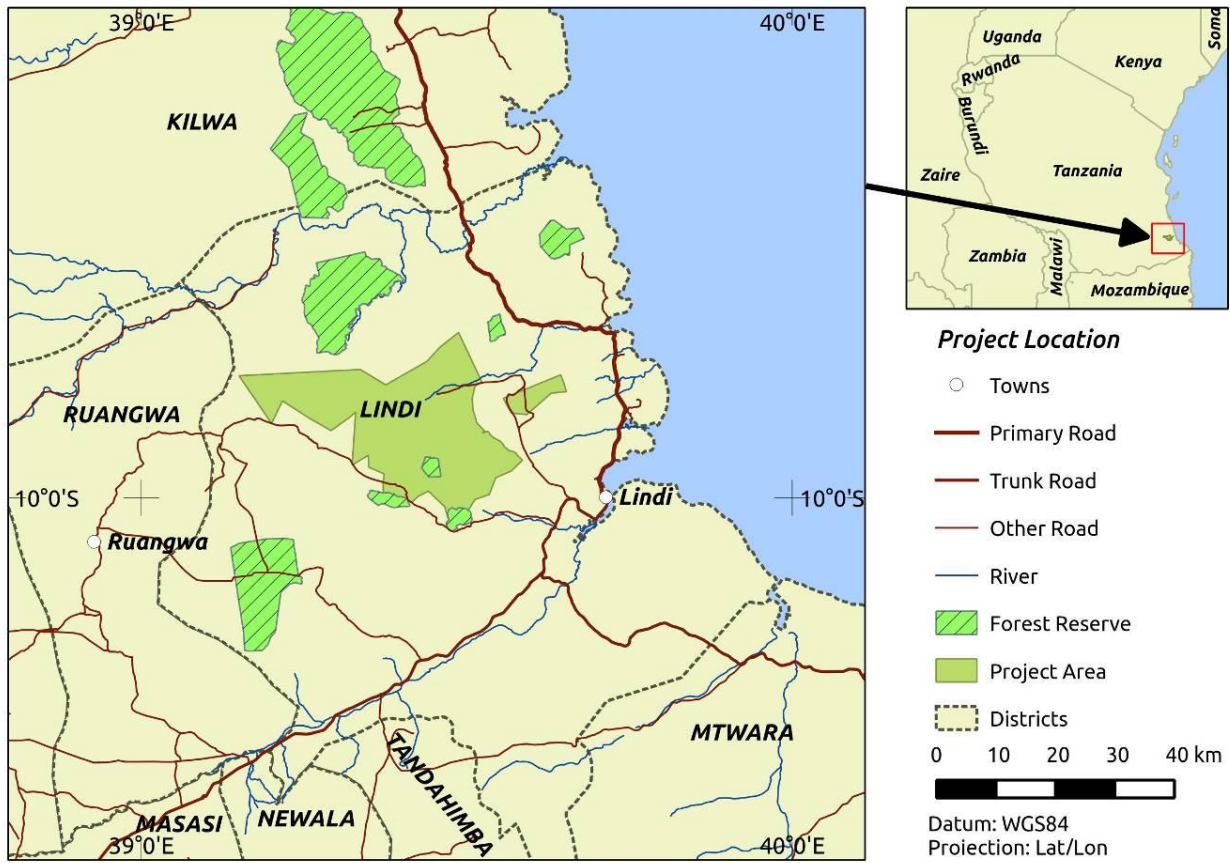 39°0'E
40°0'E
KILWA
RUANGWA
LINDI
10°0'S
10°0'S
Lindi
Ruangwa
MTWARA
TANDAHIMBA
NEWALA
MASASI
39°0'E
40°0'E
Uganda
Kenya
Soma
Rwanda
Burundi
Zaire
Tanzania
Zambia
Malawi
Mozambique
Project Location
Towns
Primary Road
Trunk Road
Other Road
River
Forest Reserve
Project Area
Districts
0 10 20 30 40 km
Datum: WGS84
Projection: Lat/Lon